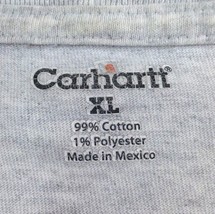 Carhartt
XL
99% Cotton
1% Polyester
Made in Mexico